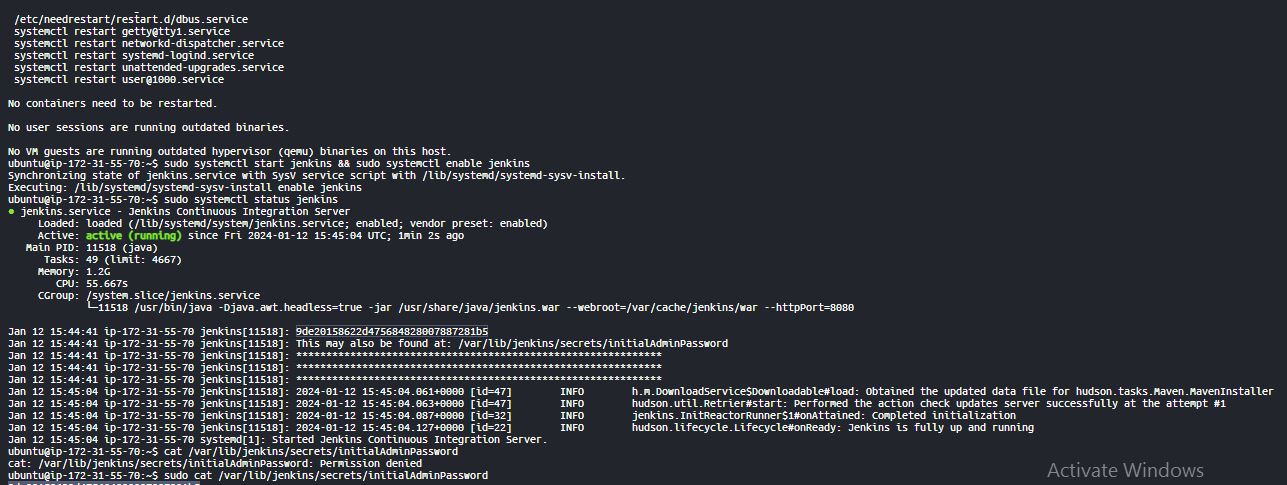 /etc/needrestart/restart.d/dbus.service
systemctl restart getty@tty1.service
systemctl restart networkd-dispatcher.service
systemctl restart systemd-logind.service
systemctl restart unattended-upgrades.service
systemctl restart user@1000.service
No containers need to be restarted.
No user sessions are running outdated binaries.
No VM guests are running outdated hypervisor (qemu) binaries on this host.
ubuntu@ip-172-31-55-70:~$ sudo systemctl start jenkins && sudo systemctl enable jenkins
Synchronizing state of jenkins.service with SysV service script with /lib/systemd/systemd-sysv-install.
Executing: /lib/systemd/systemd-sysv-install enable jenkins
ubuntu@ip-172-31-55-70:~$ sudo systemctl status jenkins
● jenkins.service - Jenkins Continuous Integration Server
Loaded: loaded (/lib/systemd/system/jenkins.service; enabled; vendor preset: enabled)
Active: active (running) since Fri 2024-01-12 15:45:04 UTC; 1min 2s ago
Main PID: 11518 (java)
Tasks: 49 (limit: 4667)
Memory: 1.2G
CPU: 55.667s
CGroup: /system.slice/jenkins.service
└─11518 /usr/bin/java -Djava.awt.headless=true -jar /usr/share/java/jenkins.war --webroot=/var/cache/jenkins/war --httpPort=8080
Jan 12 15:44:41 ip-172-31-55-70 jenkins[11518]: 9de20158622d475684828007887281b5
Jan 12 15:44:41 ip-172-31-55-70 jenkins[11518]: This may also be found at: /var/lib/jenkins/secrets/initialAdminPassword
Jan 12 15:44:41 ip-172-31-55-70 jenkins[11518]: *************************************************************
Jan 12 15:44:41 ip-172-31-55-70 jenkins[11518]: *************************************************************
Jan 12 15:44:41 ip-172-31-55-70 jenkins[11518]: *************************************************************
Jan 12 15:45:04 ip-172-31-55-70 jenkins[11518]: 2024-01-12 15:45:04.061+0000 [id=47] INFO h.m.DownloadService$Downloadable#load: Obtained the updated data file for hudson.tasks.Maven.MavenInstaller
Jan 12 15:45:04 ip-172-31-55-70 jenkins[11518]: 2024-01-12 15:45:04.063+0000 [id=47] INFO hudson.util.Retrier#start: Performed the action check updates server successfully at the attempt #1
Jan 12 15:45:04 ip-172-31-55-70 jenkins[11518]: 2024-01-12 15:45:04.087+0000 [id=32] INFO jenkins.InitReactorRunner$1#onAttained: Completed initialization
Jan 12 15:45:04 ip-172-31-55-70 jenkins[11518]: 2024-01-12 15:45:04.127+0000 [id=22] INFO hudson.lifecycle.Lifecycle#onReady: Jenkins is fully up and running
Jan 12 15:45:04 ip-172-31-55-70 systemd[1]: Started Jenkins Continuous Integration Server.
ubuntu@ip-172-31-55-70:~$ cat /var/lib/jenkins/secrets/initialAdminPassword
cat: /var/lib/jenkins/secrets/initialAdminPassword: Permission denied
ubuntu@ip-172-31-55-70:~$ sudo cat /var/lib/jenkins/secrets/initialAdminPassword
Activate Windows